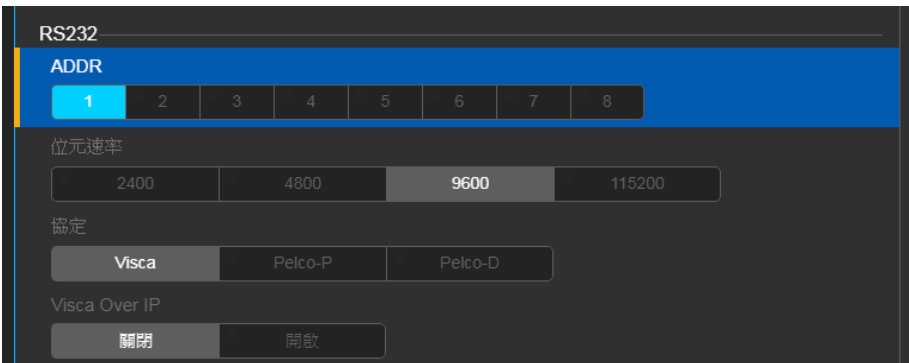 RS232
ADDR
1 2 3 4 5 6 7 8
位元速率
2400 4800 9600 115200
協定
Visca Pelco-P Pelco-D
Visca Over IP
關閉 開啟